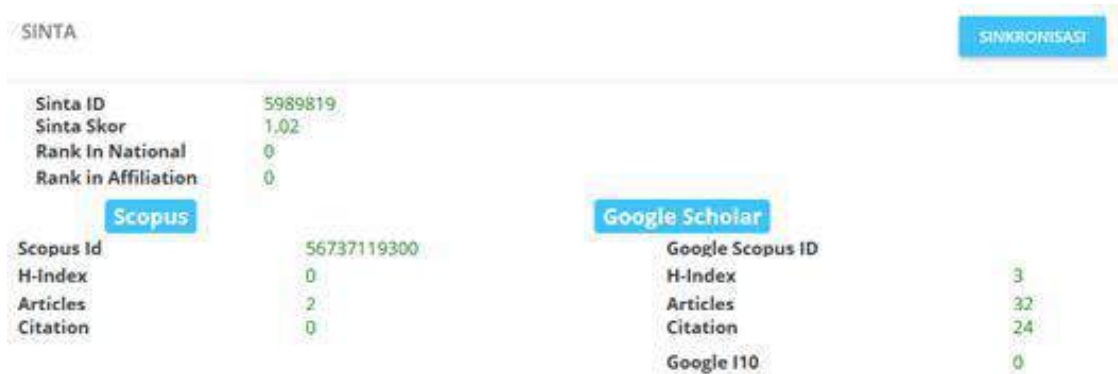 SINTA
SINKRONISASI
Sinta ID 5989819
Sinta Skor 1.02
Rank In National 0
Rank in Affiliation 0
Scopus
Scopus Id 56737119300
H-Index 0
Articles 2
Citation 0
Google Scholar
Google Scopus ID
H-Index 3
Articles 32
Citation 24
Google I10 0